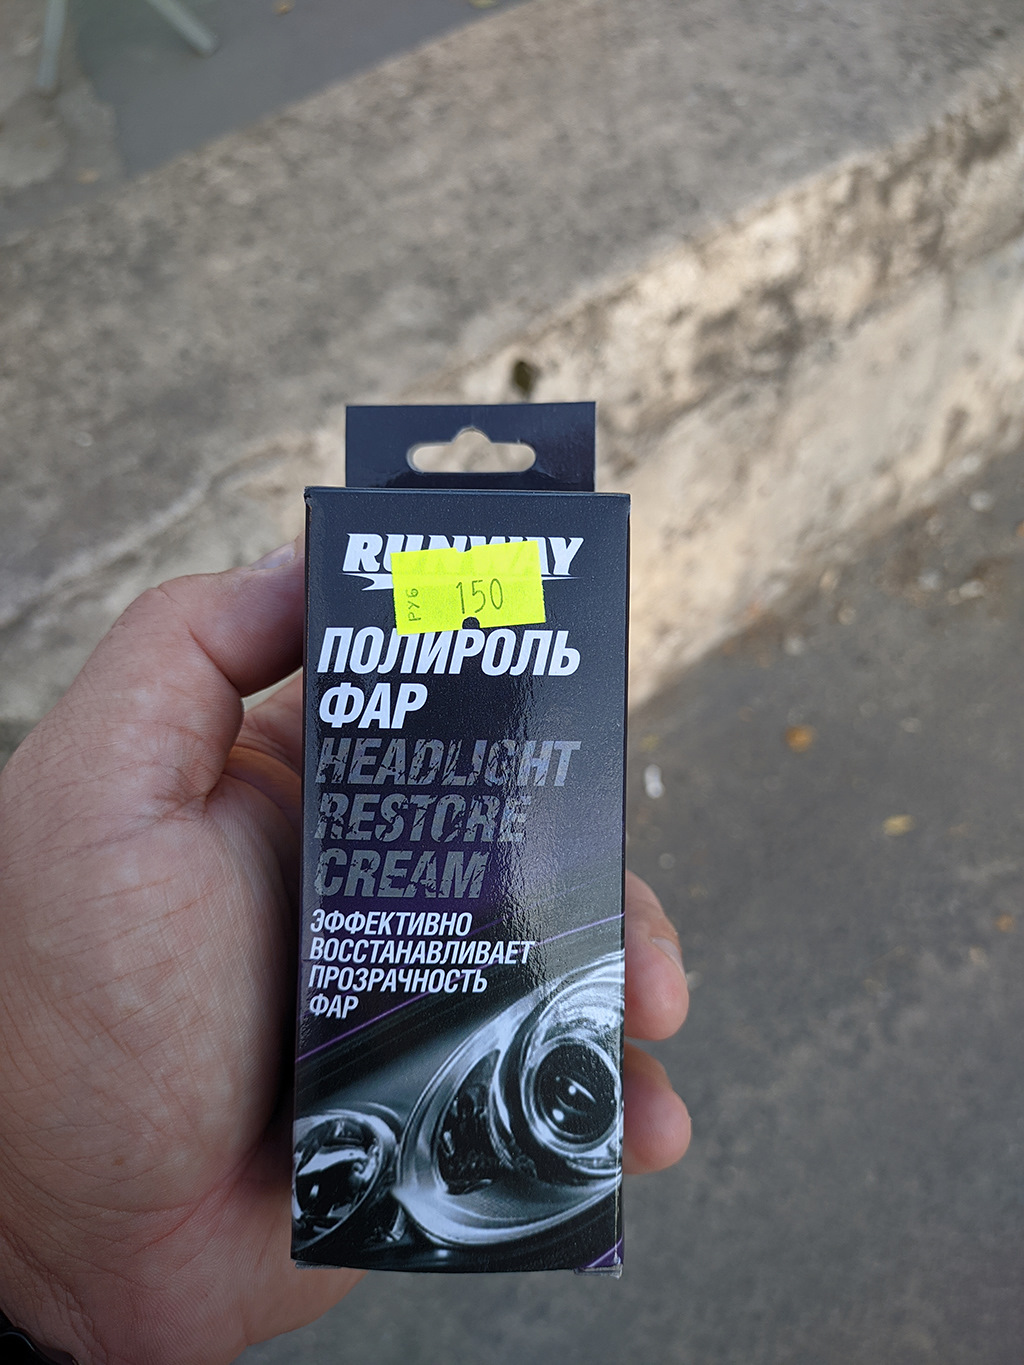 RUNWAY
РУБ 150
ПОЛИРОЛЬ
ФАР
HEADLIGHT
RESTORE
CREAM
ЭФФЕКТИВНО
ВОССТАНАВЛИВАЕТ
ПРОЗРАЧНОСТЬ
ФАР